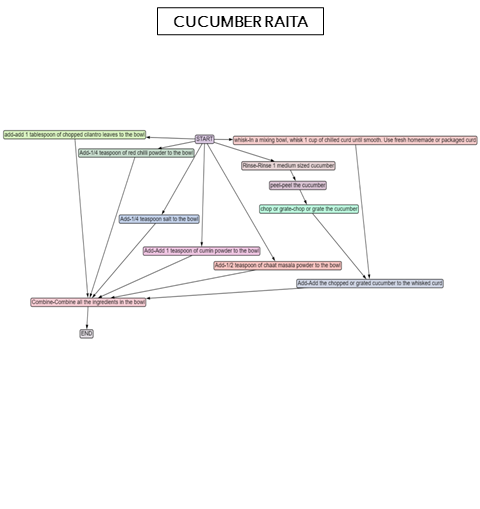 CUCUMBER RAITA
add-add 1 tablespoon of chopped cilantro leaves to the bowl
START
whisk-In a mixing bowl, whisk 1 cup of chilled curd until smooth. Use fresh homemade or packaged curd
Add-1/4 teaspoon of red chilli powder to the bowl
Rinse-Rinse 1 medium sized cucumber
peel-peel the cucumber
chop or grate-chop or grate the cucumber
Add-1/4 teaspoon salt to the bowl
Add-Add 1 teaspoon of cumin powder to the bowl
Add-1/2 teaspoon of chaat masala powder to the bowl
Add-Add the chopped or grated cucumber to the whisked curd
Combine-Combine all the ingredients in the bowl
END